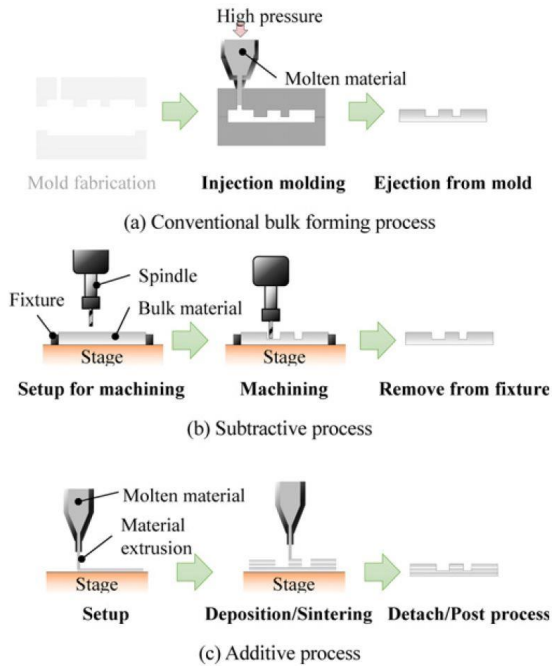 High pressure
Molten material
Mold fabrication
Injection molding
Ejection from mold
(a) Conventional bulk forming process
Spindle
Fixture
Bulk material
Stage
Stage
Setup for machining
Machining
Remove from fixture
(b) Subtractive process
Molten material
Material
extrusion
Stage
Stage
Setup
Deposition/Sintering
Detach/Post process
(c) Additive process